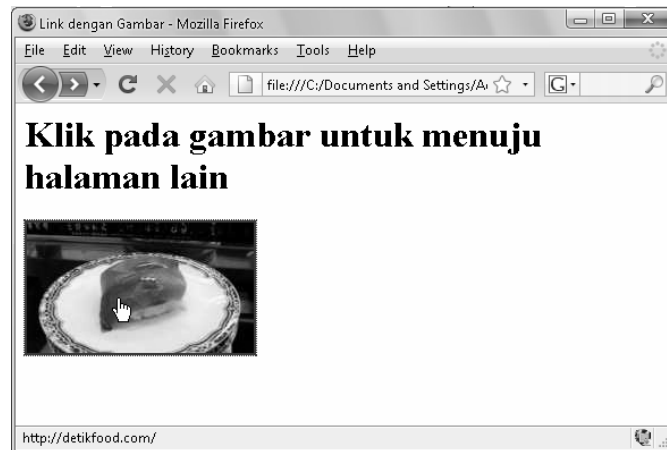 Link dengan Gambar - Mozilla Firefox
File Edit View History Bookmarks Tools Help
file:///C:/Documents and Settings/A
G
Klik pada gambar untuk menuju
halaman lain
http://detikfood.com/